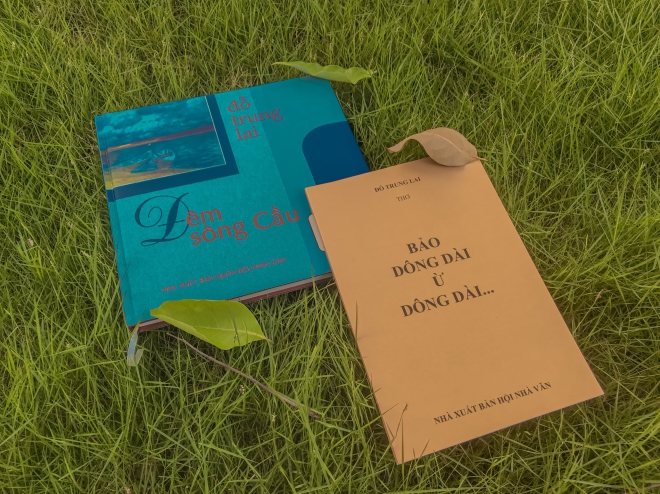 đỗ
trung
lai
Đêm
sông Cầu
ĐỖ TRUNG LAI
THƠ
BẢO
DÔNG DÀI
Ừ
DÔNG DÀI...
NHÀ XUẤT BẢN HỘI NHÀ VĂN